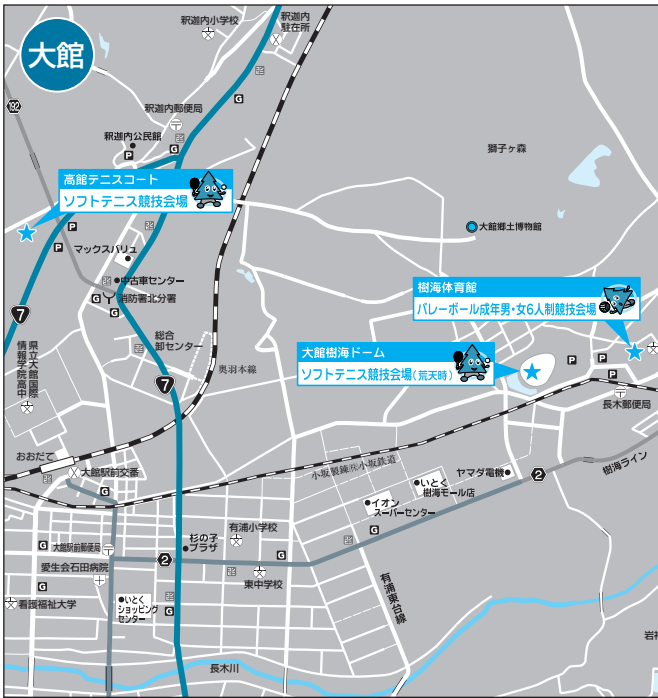 大館
釈迦内小学校
釈迦内
駐在所
192
釈迦内郵便局
釈迦内公民館
獅子ヶ森
高館テニスコート
ソフトテニス競技会場
大館郷土博物館
マックスバリュ
中古車センター
消防署北分署
樹海体育館
バレーボール成年男・女6人制競技会場
7
県立大館国際
情報学院高中
総合
卸センター
奥羽本線
大館樹海ドーム
ソフトテニス競技会場(荒天時)
7
長木郵便局
おおだて
大館駅前交番
小坂製錬㈱小坂鉄道
ヤマダ電機
2
樹海ライン
いとく
樹海モール店
イオン
スーパーセンター
有浦小学校
杉の子
プラザ
大館駅前郵便局
2
愛生会石田病院
東中学校
有浦東台線
看護福祉大学
いとく
ショッピング
センター
長木川
岩神